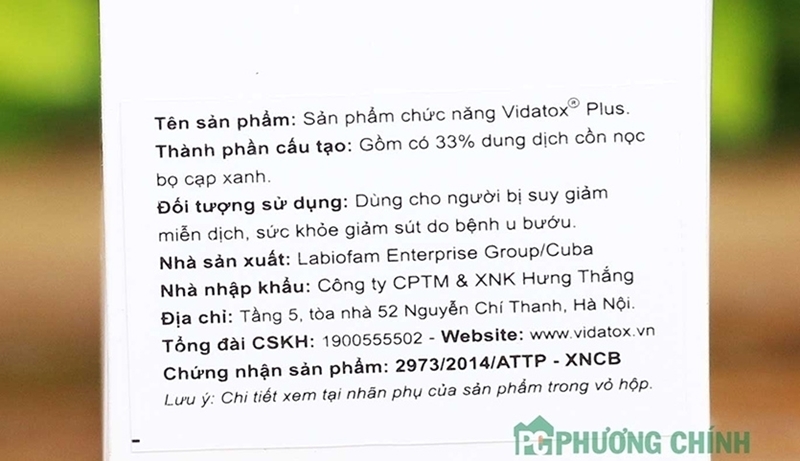 Tên sản phẩm: Sản phẩm chức năng Vidatox® Plus.
Thành phần cấu tạo: Gồm có 33% dung dịch cồn nọc
bọ cạp xanh.
Đối tượng sử dụng: Dùng cho người bị suy giảm
miễn dịch, sức khỏe giảm sút do bệnh u bướu.
Nhà sản xuất: Labiofam Enterprise Group/Cuba
Nhà nhập khẩu: Công ty CPTM & XNK Hưng Thắng
Địa chỉ: Tầng 5, tòa nhà 52 Nguyễn Chí Thanh, Hà Nội.
Tổng đài CSKH: 1900555502 - Website: www.vidatox.vn
Chứng nhận sản phẩm: 2973/2014/ATTP - XNCB
Lưu ý: Chi tiết xem tại nhãn phụ của sản phẩm trong vỏ hộp.
PC PHƯƠNG CHÍNH